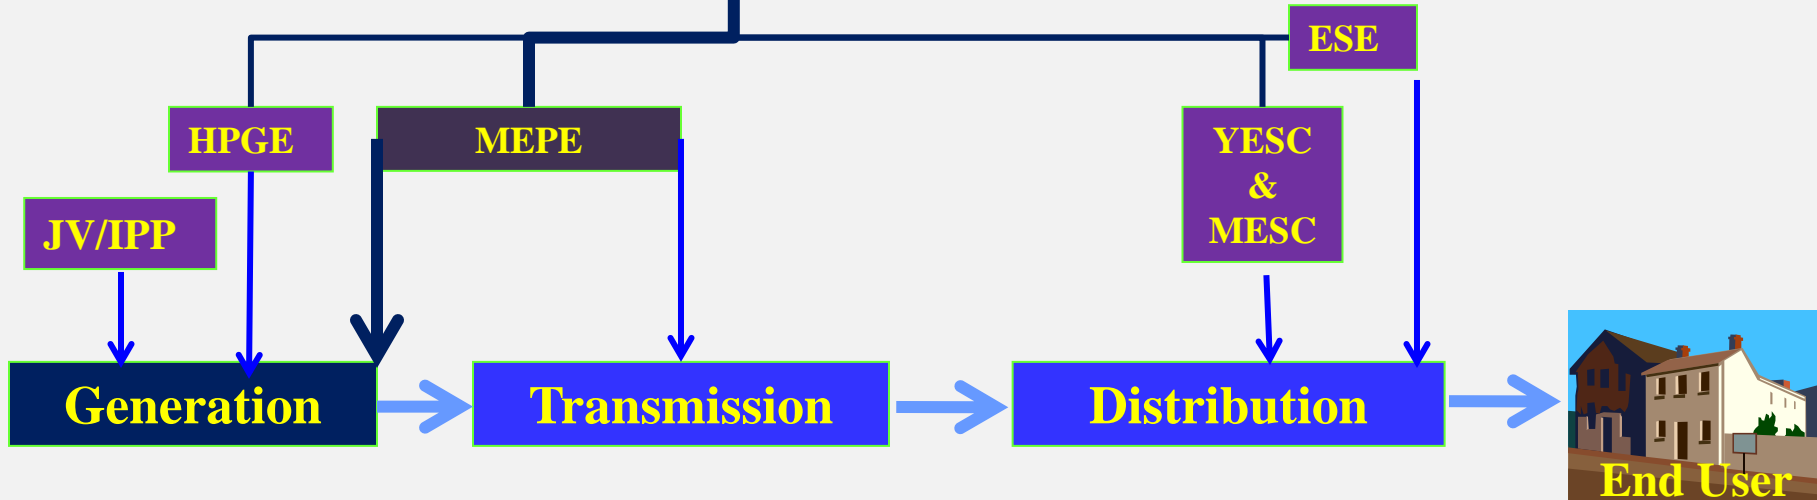 ESE
HPGE
MEPE
YESC
&
MESC
JV/IPP
Generation
Transmission
Distribution
End User